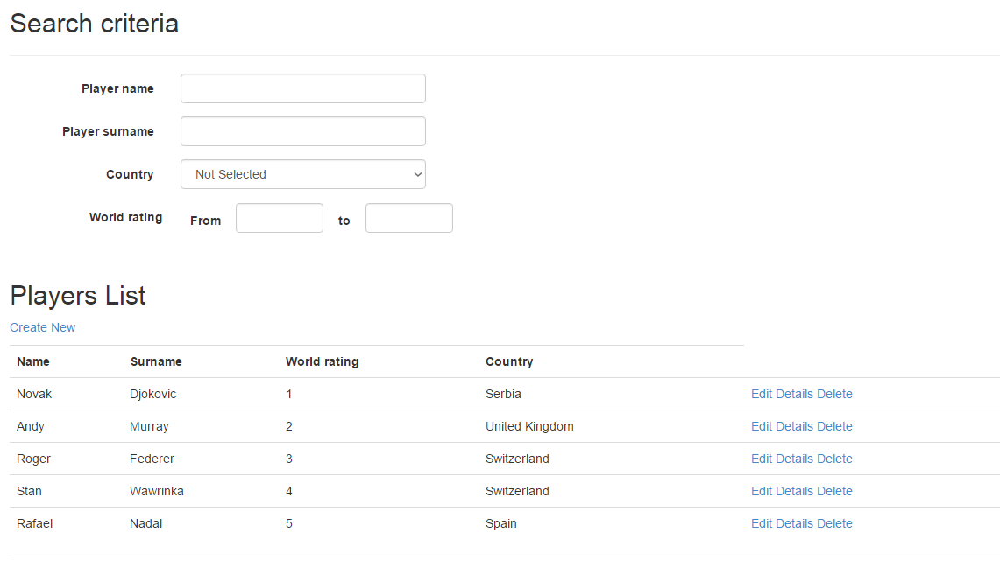 Search criteria
Player name
Player surname
Country Not Selected
World rating From to
Players List
Create New
Name Surname World rating Country
Novak Djokovic 1 Serbia Edit Details Delete
Andy Murray 2 United Kingdom Edit Details Delete
Roger Federer 3 Switzerland Edit Details Delete
Stan Wawrinka 4 Switzerland Edit Details Delete
Rafael Nadal 5 Spain Edit Details Delete